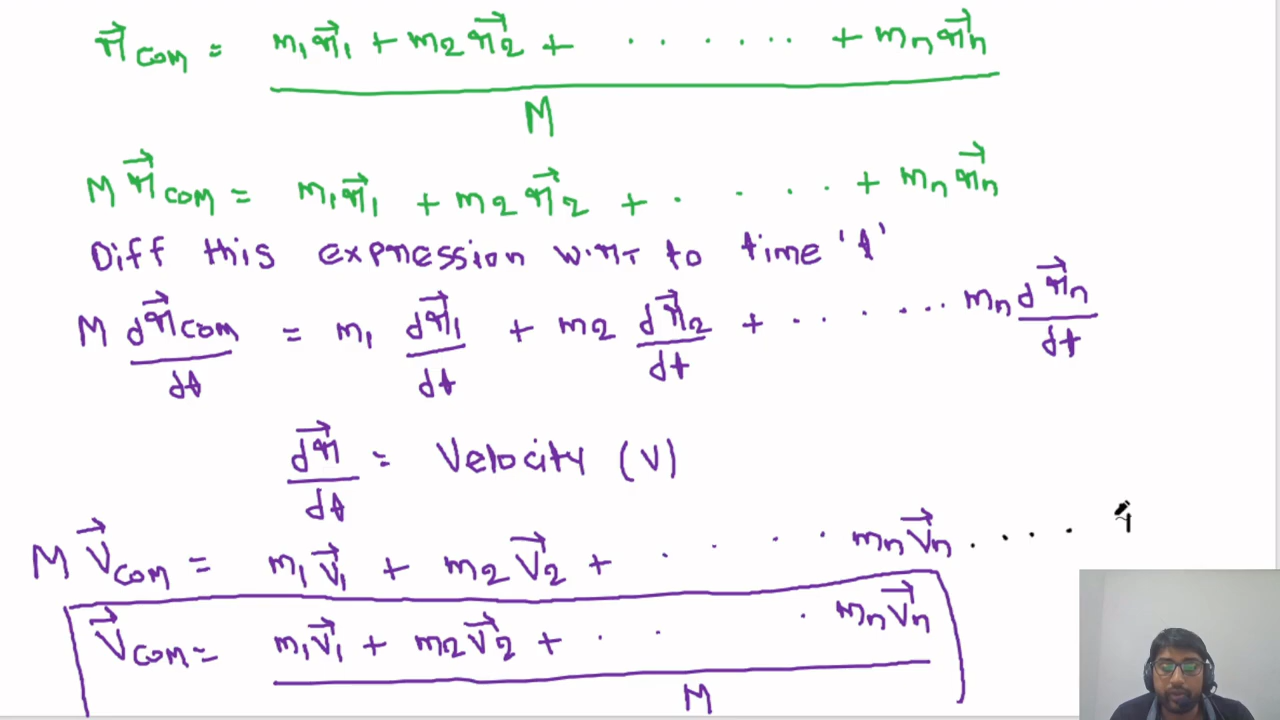 r⃗com = m₁r⃗₁ + m₂r⃗₂ + . . . . . . + mₙr⃗ₙ
M
M r⃗com = m₁r⃗₁ + m₂r⃗₂ + . . . . + mₙr⃗ₙ
Diff this expression w.r.t to time 't'
M dr⃗com/dt = m₁ dr⃗₁/dt + m₂ dr⃗₂/dt + . . . . . . . mₙ dr⃗ₙ/dt
dr⃗/dt = Velocity (V)
M V⃗com = m₁V⃗₁ + m₂V⃗₂ + . . . . mₙV⃗ₙ . . . .
V⃗com = m₁V⃗₁ + m₂V⃗₂ + . . . mₙV⃗ₙ
M